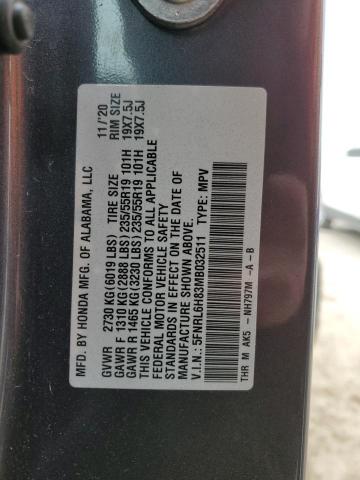 MFD. BY HONDA MFG. OF ALABAMA, LLC 11/'20
GVWR 2730 KG(6019 LBS) TIRE SIZE RIM SIZE
GAWR F 1310 KG(2888 LBS)235/55R19 101H 19X7.5J
GAWR R 1465 KG(3230 LBS)235/55R19 101H 19X7.5J
THIS VEHICLE CONFORMS TO ALL APPLICABLE
FEDERAL MOTOR VEHICLE SAFETY
STANDARDS IN EFFECT ON THE DATE OF
MANUFACTURE SHOWN ABOVE.
V.I.N.: 5FNRL6H83MB032511 TYPE: MPV
THR M AK5 -NH797M -A-B